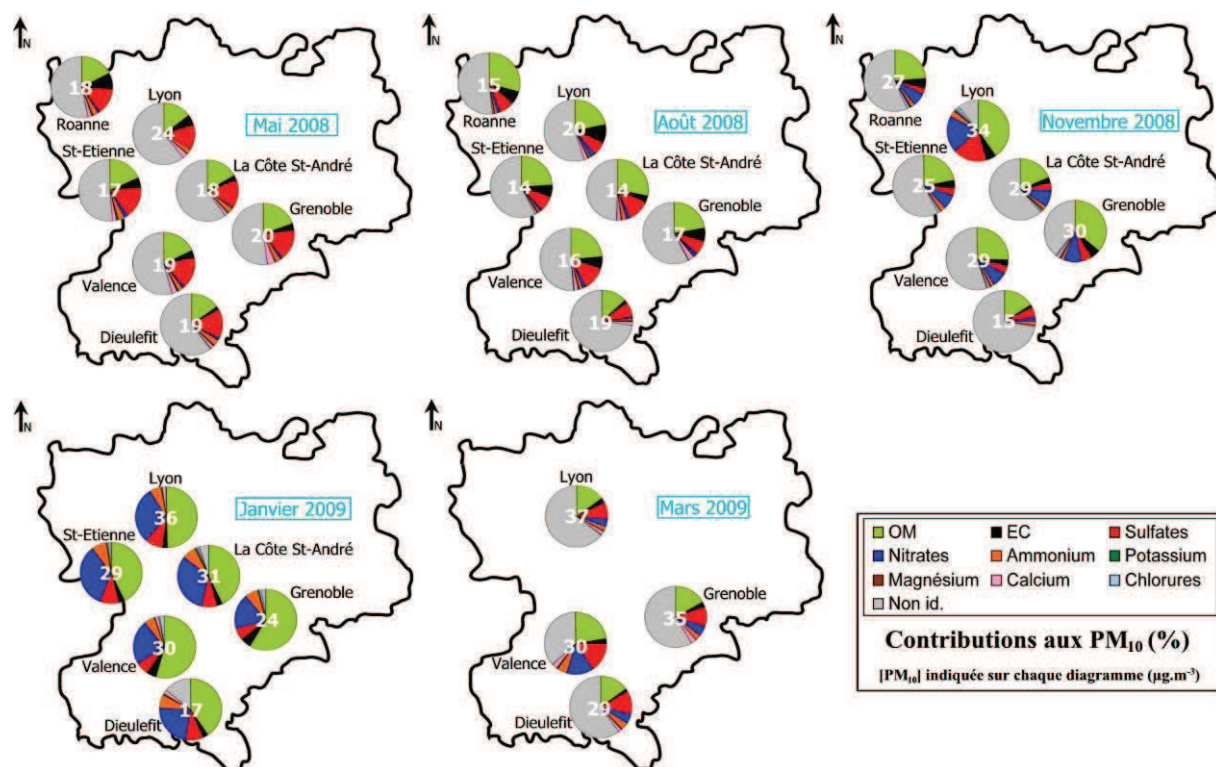 N
18
Roanne
Lyon
24
Mai 2008
St-Etienne
17
La Côte St-André
18
Grenoble
20
Valence
19
Dieulefit
19
N
15
Roanne
Lyon
20
Août 2008
St-Etienne
14
La Côte St-André
14
Grenoble
17
Valence
16
Dieulefit
19
N
27
Roanne
Lyon
34
Novembre 2008
St-Etienne
25
La Côte St-André
29
Grenoble
30
Valence
29
Dieulefit
15
N
Lyon
36
Janvier 2009
St-Etienne
29
La Côte St-André
31
Grenoble
24
Valence
30
Dieulefit
17
N
Lyon
37
Mars 2009
Grenoble
35
Valence
30
Dieulefit
29
OM EC Sulfates
Nitrates Ammonium Potassium
Magnésium Calcium Chlorures
Non id.
Contributions aux PM10 (%)
[PM10] indiquée sur chaque diagramme (µg.m-3)